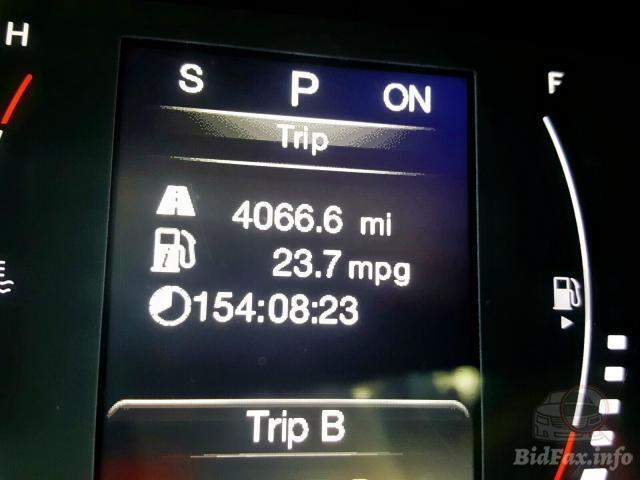 H
S P ON
F
Trip
4066.6 mi
23.7 mpg
154:08:23
Trip B
BidFax.info